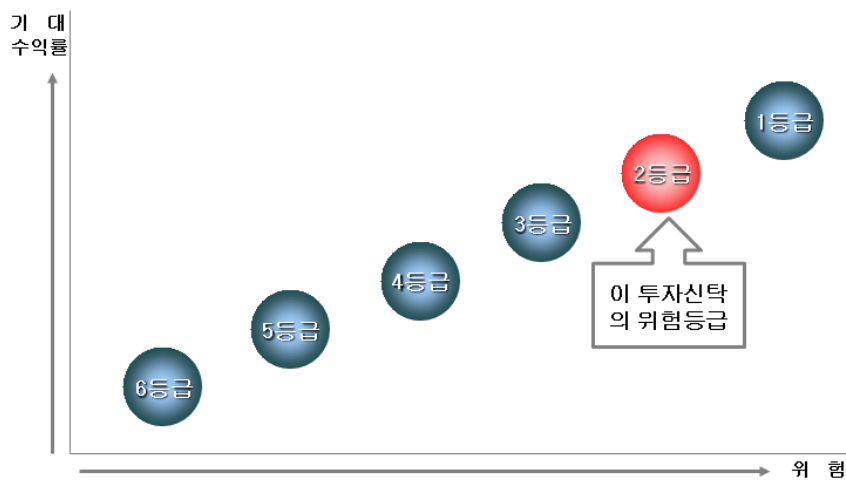 기 대
수익률
1등급
2등급
3등급
4등급
이 투자신탁
의 위험등급
5등급
6등급
위 험